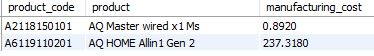 product_code product manufacturing_cost
A2118150101 AQ Master wired x1 Ms 0.8920
A6119110201 AQ HOME Allin1 Gen 2 237.3180